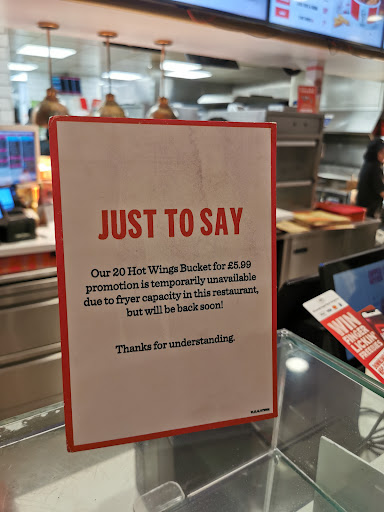 JUST TO SAY
Our 20 Hot Wings Bucket for £5.99
promotion is temporarily unavailable
due to fryer capacity in this restaurant,
but will be back soon!
Thanks for understanding.
WIN